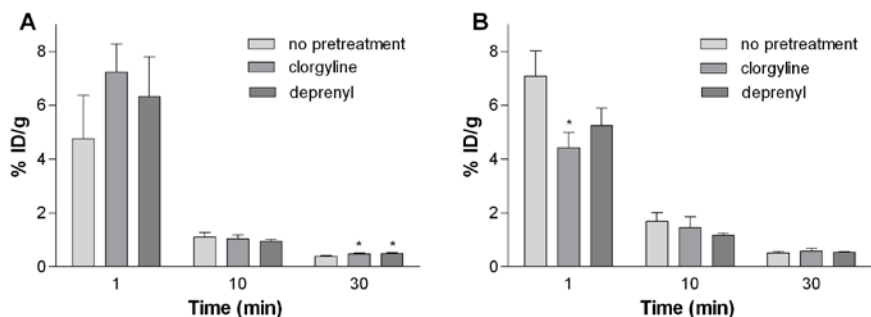 A
% ID/g
8
6
4
2
0
no pretreatment
clorgyline
deprenyl
* *
1 10 30
Time (min)
B
% ID/g
8
6
4
2
0
no pretreatment
clorgyline
deprenyl
*
1 10 30
Time (min)